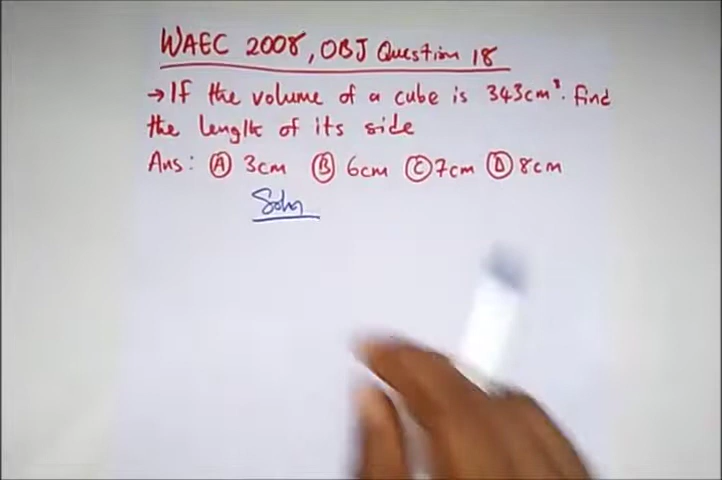 WAEC 2008, OBJ Question 18
→ If the volume of a cube is 343cm³. find
the length of its side
Ans: Ⓐ 3cm Ⓑ 6cm Ⓒ 7cm Ⓓ 8cm
Soln